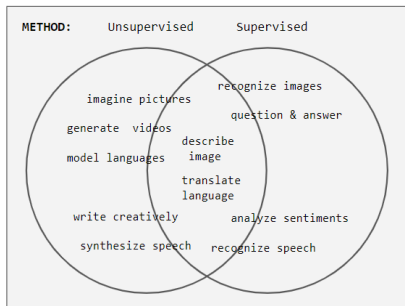 METHOD: Unsupervised Supervised
recognize images
imagine pictures
question & answer
generate videos
describe
image
model languages
translate
language
write creatively
analyze sentiments
synthesize speech
recognize speech